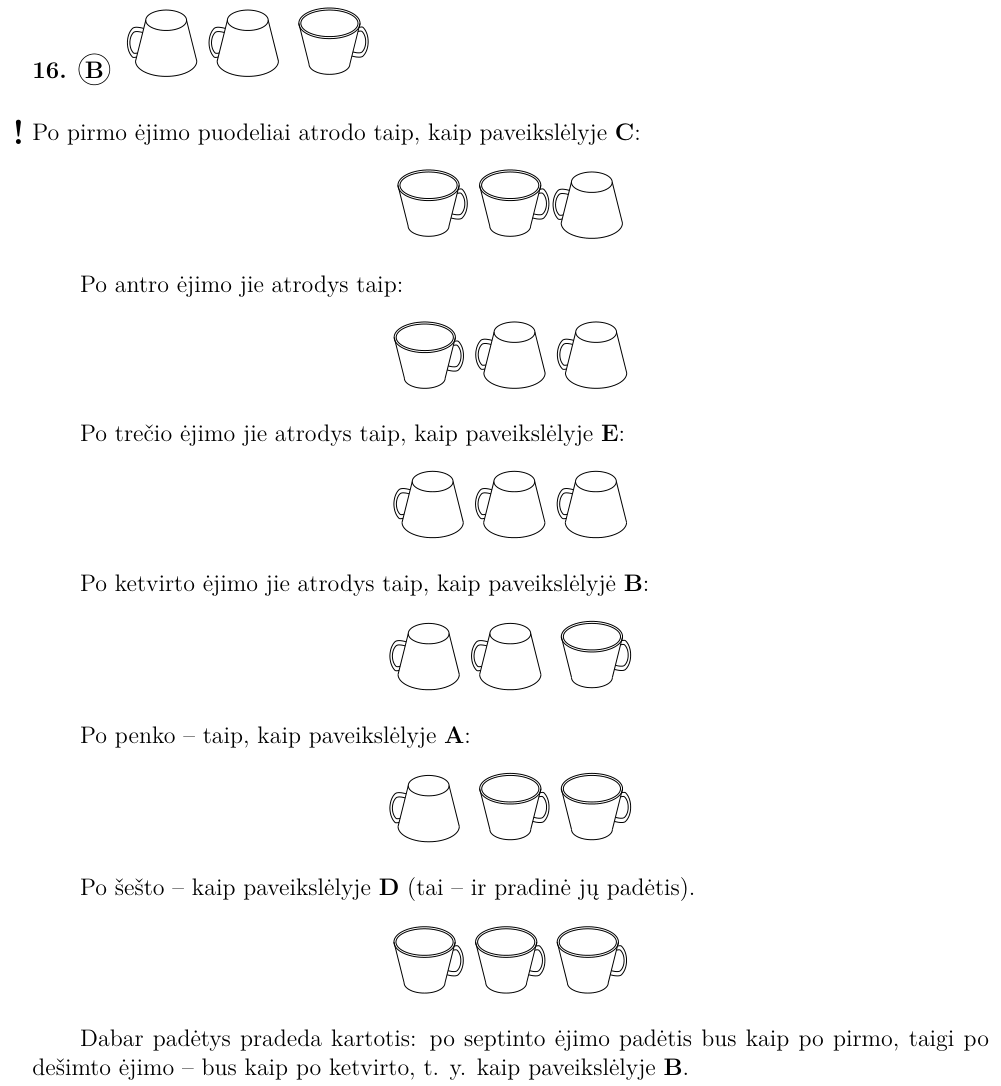 16. B
! Po pirmo ėjimo puodeliai atrodo taip, kaip paveikslėlyje C:
Po antro ėjimo jie atrodys taip:
Po trečio ėjimo jie atrodys taip, kaip paveikslėlyje E:
Po ketvirto ėjimo jie atrodys taip, kaip paveikslėlyjė B:
Po penko – taip, kaip paveikslėlyje A:
Po šešto – kaip paveikslėlyje D (tai – ir pradinė jų padėtis).
Dabar padėtys pradeda kartotis: po septinto ėjimo padėtis bus kaip po pirmo, taigi po
dešimto ėjimo – bus kaip po ketvirto, t. y. kaip paveikslėlyje B.